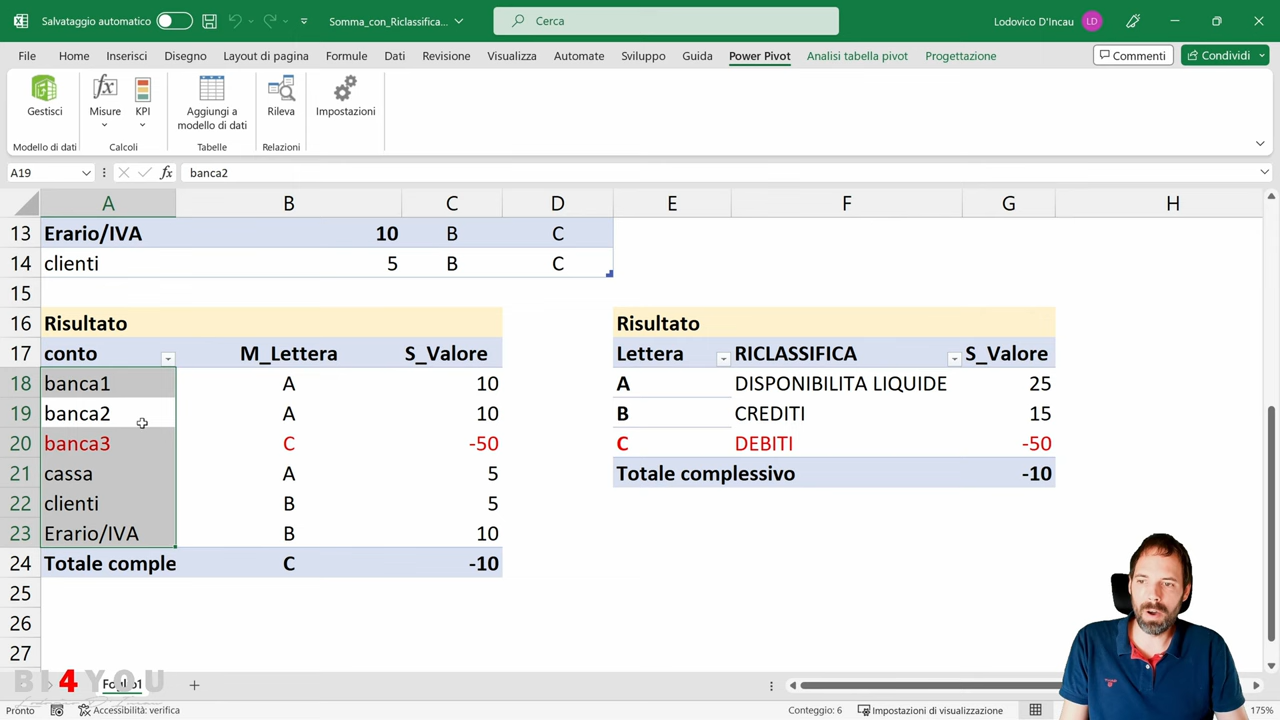 Salvataggio automatico
Somma_con_Riclassifica...
Cerca
Lodovico D'Incau LD
File Home Inserisci Disegno Layout di pagina Formule Dati Revisione Visualizza Automate Sviluppo Guida Power Pivot Analisi tabella pivot Progettazione
Commenti Condividi
Gestisci Misure KPI Aggiungi a modello di dati Rileva Impostazioni
Modello di dati Calcoli Tabelle Relazioni
A19 fx banca2
A B C D E F G H
13 Erario/IVA 10 B C
14 clienti 5 B C
15
16 Risultato Risultato
17 conto M_Lettera S_Valore Lettera RICLASSIFICA S_Valore
18 banca1 A 10 A DISPONIBILITA LIQUIDE 25
19 banca2 A 10 B CREDITI 15
20 banca3 C -50 C DEBITI -50
21 cassa A 5 Totale complessivo -10
22 clienti B 5
23 Erario/IVA B 10
24 Totale comple C -10
25
26
27
BI4YOU
Pronto Accessibilità: verifica Conteggio: 6 Impostazioni di visualizzazione 175%